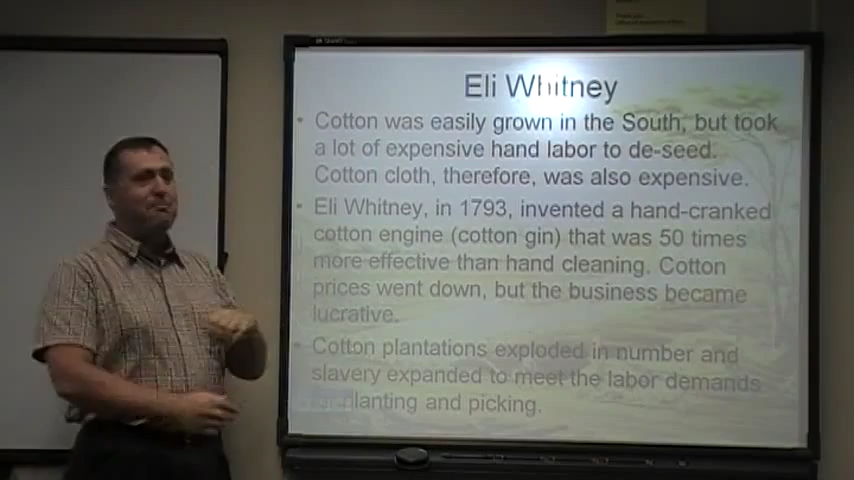 Eli Whitney
• Cotton was easily grown in the South, but took
a lot of expensive hand labor to de-seed.
Cotton cloth, therefore, was also expensive.
• Eli Whitney, in 1793, invented a hand-cranked
cotton engine (cotton gin) that was 50 times
more effective than hand cleaning. Cotton
prices went down, but the business became
lucrative.
• Cotton plantations exploded in number and
slavery expanded to meet the labor demands
for planting and picking.